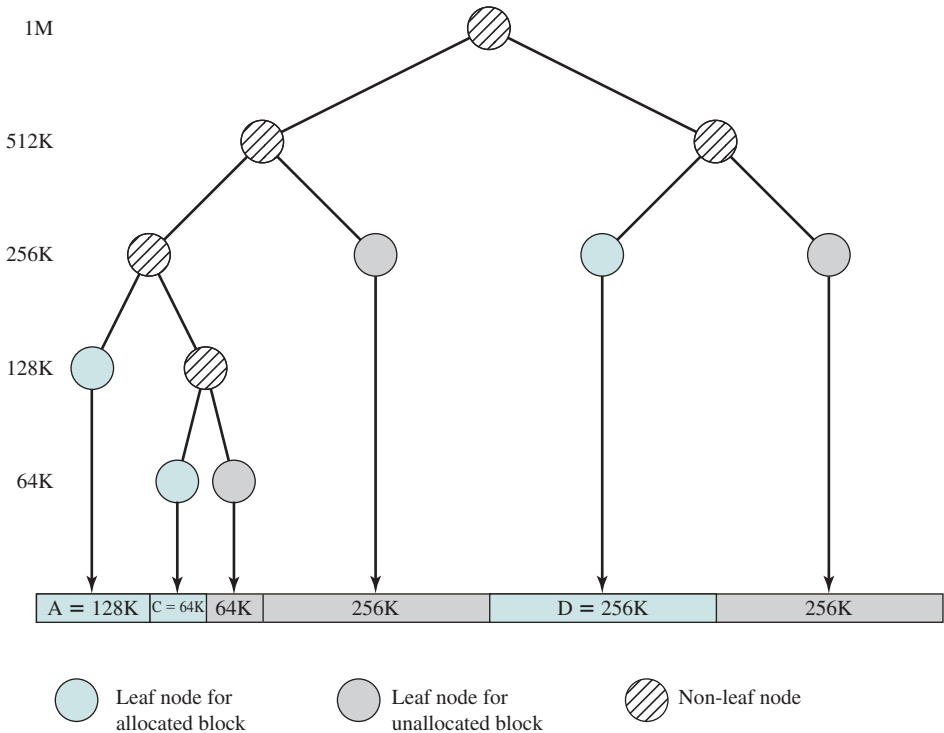 1M
512K
256K
128K
64K
A = 128K
C = 64K
64K
256K
D = 256K
256K
Leaf node for
allocated block
Leaf node for
unallocated block
Non-leaf node